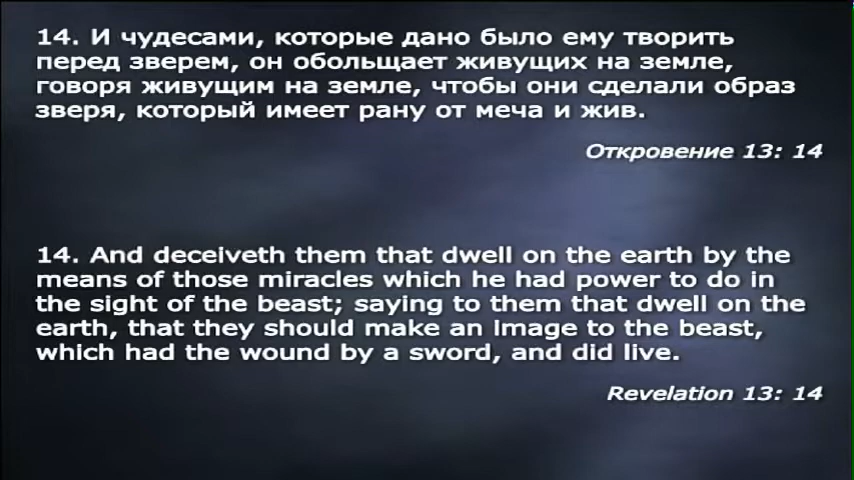 14. И чудесами, которые дано было ему творить
перед зверем, он обольщает живущих на земле,
говоря живущим на земле, чтобы они сделали образ
зверя, который имеет рану от меча и жив.
Откровение 13: 14
14. And deceiveth them that dwell on the earth by the
means of those miracles which he had power to do in
the sight of the beast; saying to them that dwell on the
earth, that they should make an Image to the beast,
which had the wound by a sword, and did live.
Revelation 13: 14